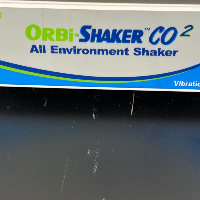 ORBi-SHAKER™ CO2
All Environment Shaker
Vibratio